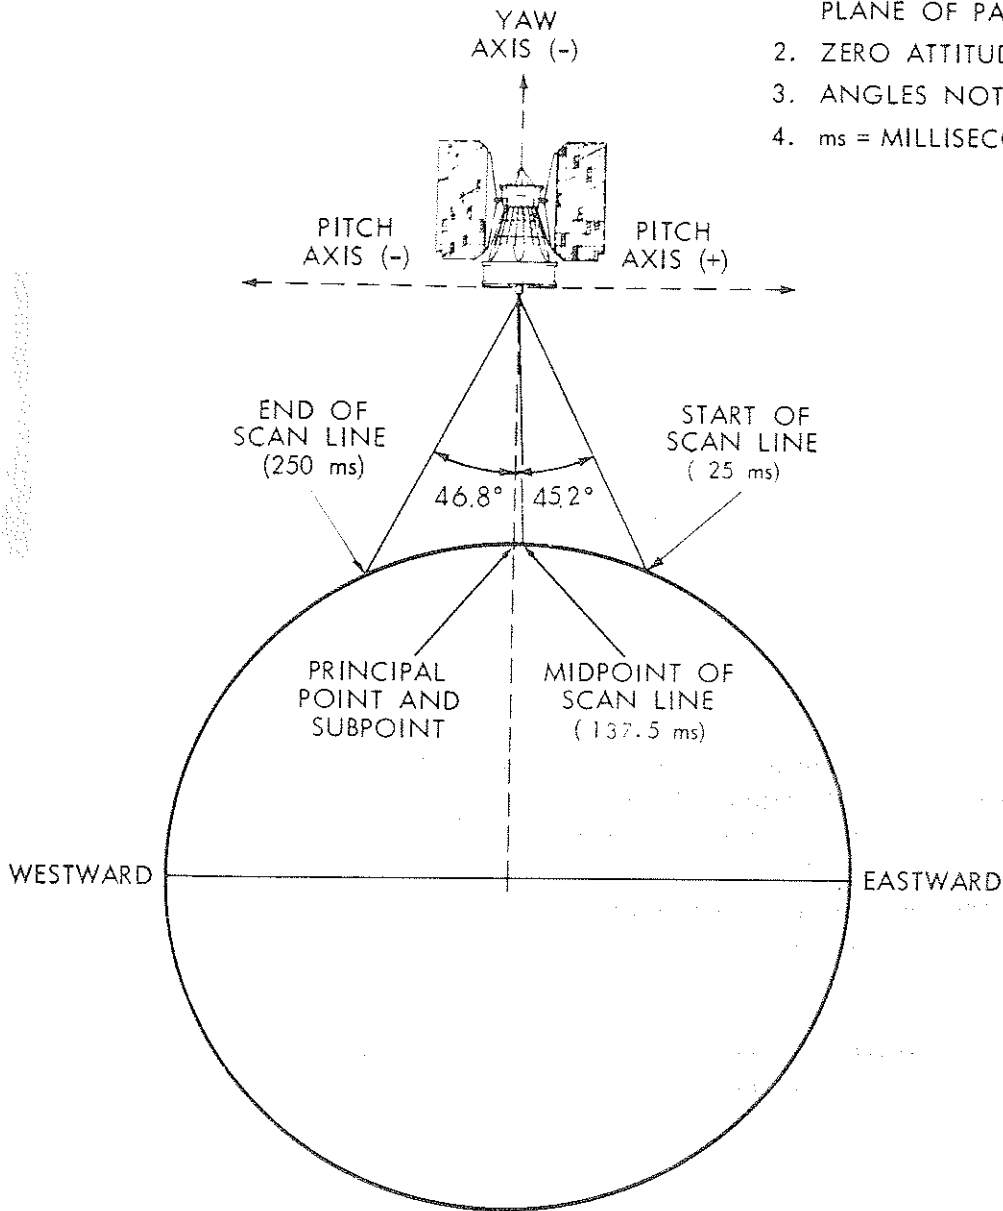 PLANE OF PA
2. ZERO ATTITUD
3. ANGLES NOT
4. ms = MILLISECO
YAW
AXIS (-)
PITCH
AXIS (-)
PITCH
AXIS (+)
END OF
SCAN LINE
(250 ms)
START OF
SCAN LINE
( 25 ms)
46.8°
45.2°
PRINCIPAL
POINT AND
SUBPOINT
MIDPOINT OF
SCAN LINE
(137.5 ms)
WESTWARD
EASTWARD